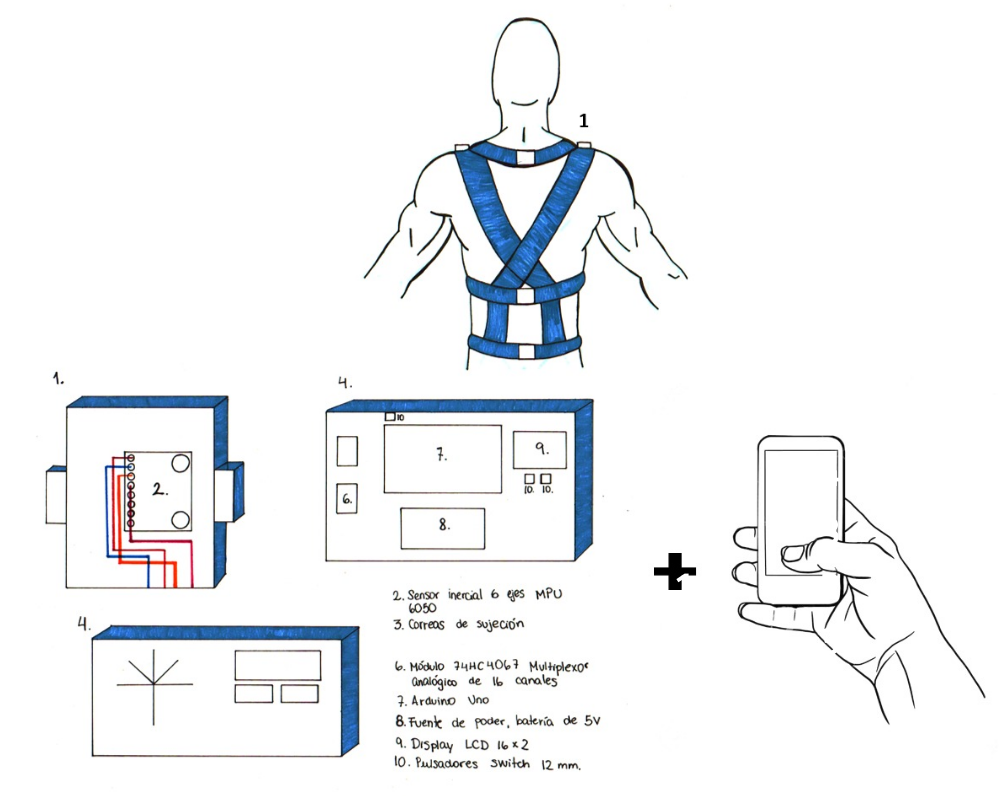 1
1.
2.
4.
10
7.
9.
6.
10. 10.
8.
4.
2. Sensor inercial 6 ejes MPU
6050
3. Correas de sujeción
6. Módulo 74HC4067 Multiplexor
analógico de 16 canales
7. Arduino Uno
8. Fuente de poder, batería de 5V
9. Display LCD 16x2
10. Pulsadores switch 12 mm.